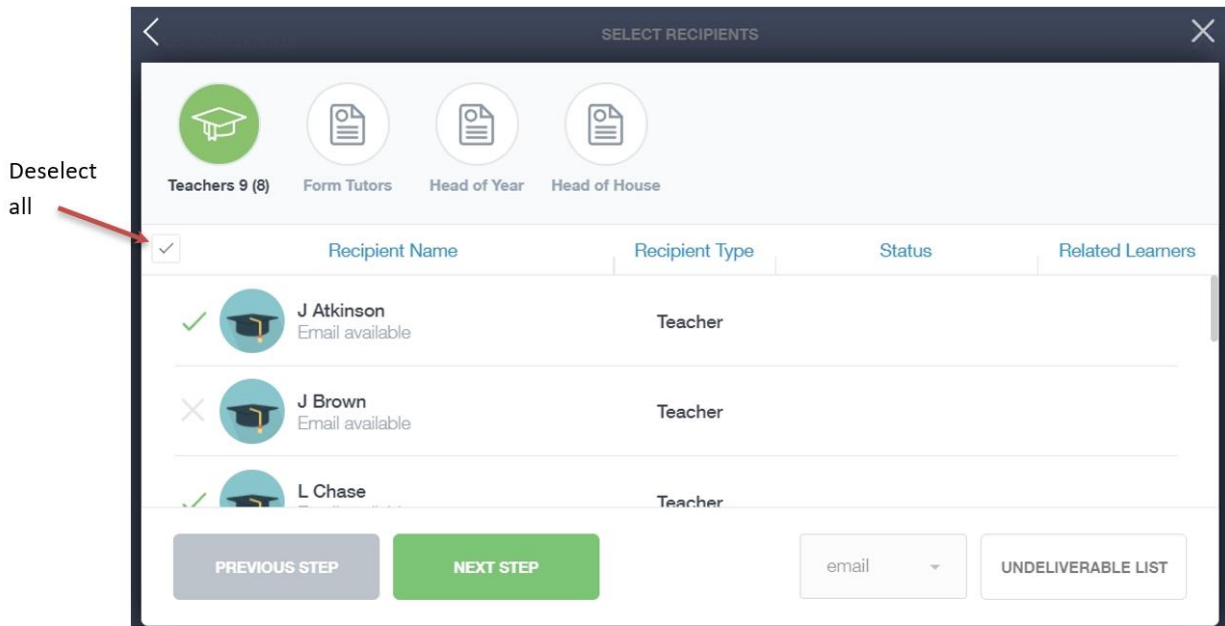 SELECT RECIPIENTS
Teachers 9 (8)
Form Tutors
Head of Year
Head of House
Deselect
all
Recipient Name
Recipient Type
Status
Related Learners
J Atkinson
Email available
Teacher
J Brown
Email available
Teacher
L Chase
Teacher
PREVIOUS STEP
NEXT STEP
email
UNDELIVERABLE LIST